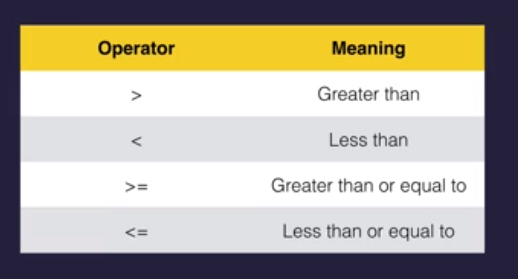 Operator Meaning
> Greater than
< Less than
>= Greater than or equal to
<= Less than or equal to